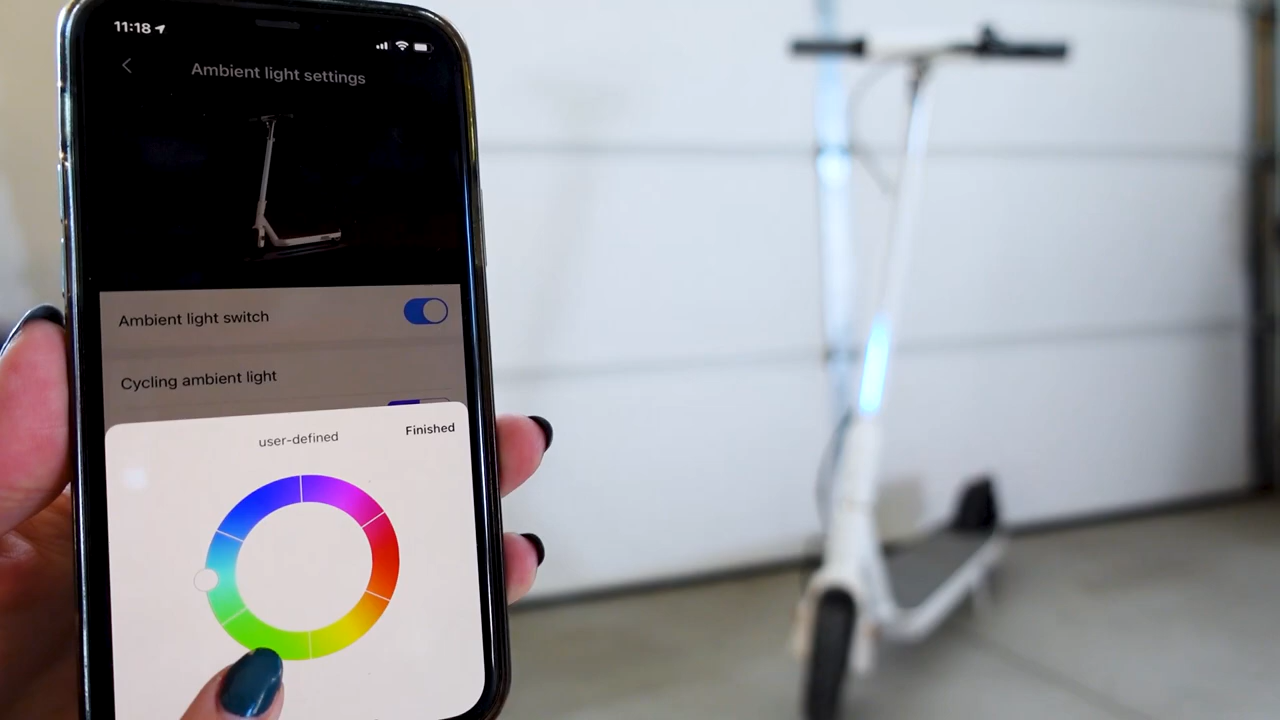 11:18
Ambient light settings
Ambient light switch
Cycling ambient light
user-defined
Finished